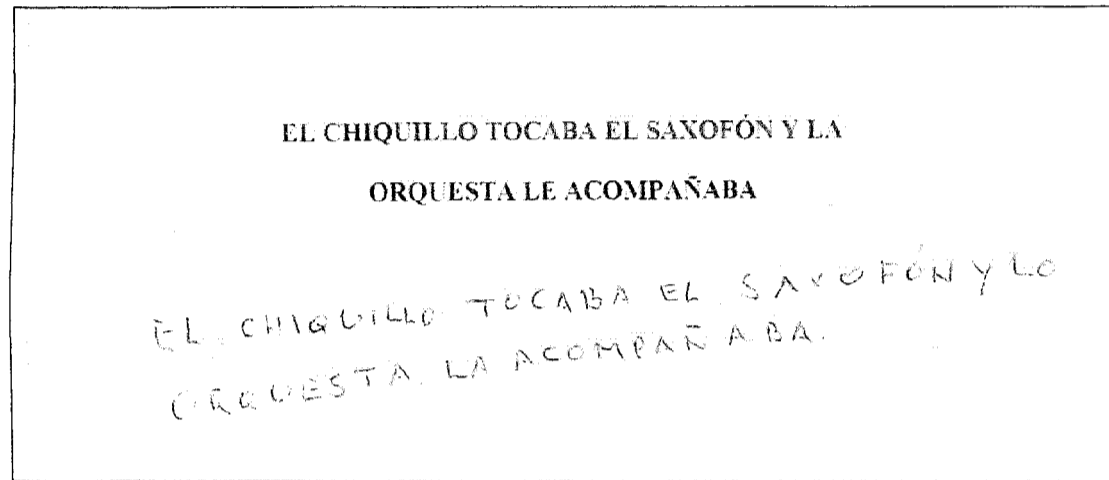 EL CHIQUILLO TOCABA EL SAXOFÓN Y LA
ORQUESTA LE ACOMPAÑABA
EL CHIQUILLO TOCABA EL SAXOFÓN Y LO
ORQUESTA LA ACOMPAÑABA.